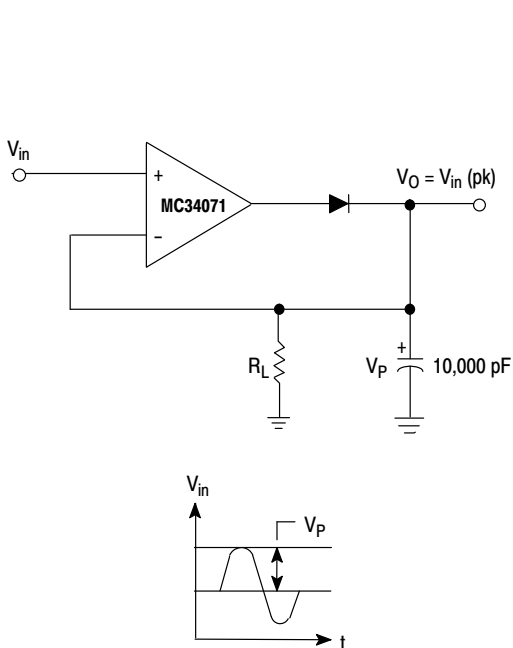 Vin
+
MC34071
−
VO = Vin (pk)
RL
+
VP
10,000 pF
Vin
VP
t